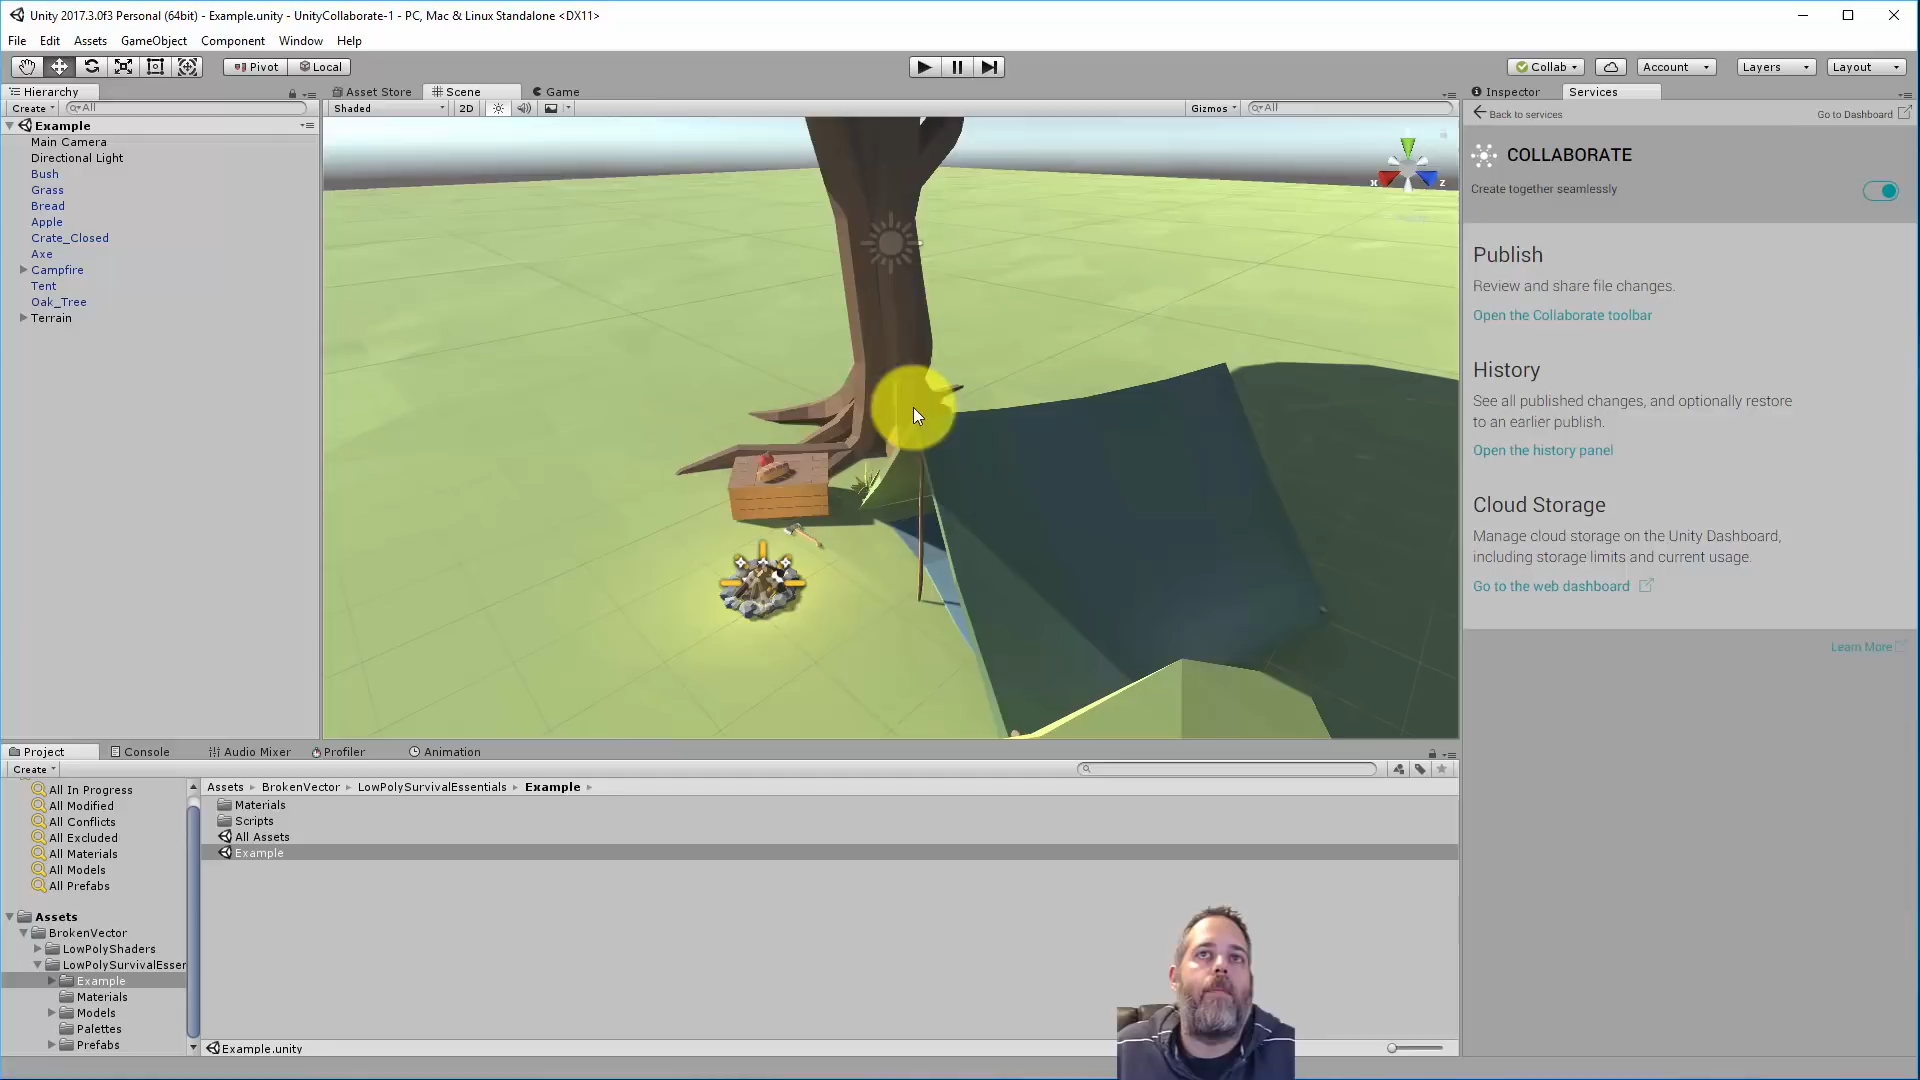 Unity 2017.3.0f3 Personal (64bit) - Example.unity - UnityCollaborate-1 - PC, Mac & Linux Standalone <DX11>
File Edit Assets GameObject Component Window Help
Pivot Local Collab Account Layers Layout
Hierarchy Asset Store Scene Game Inspector Services
Create All Shaded 2D Gizmos All Back to services Go to Dashboard
Example
Main Camera
Directional Light
Bush
Grass
Bread
Apple
Crate_Closed
Axe
Campfire
Tent
Oak_Tree
Terrain
x z
COLLABORATE
Create together seamlessly
Publish
Review and share file changes.
Open the Collaborate toolbar
History
See all published changes, and optionally restore
to an earlier publish.
Open the history panel
Cloud Storage
Manage cloud storage on the Unity Dashboard,
including storage limits and current usage.
Go to the web dashboard
Learn More
Project Console Audio Mixer Profiler Animation
Create
All In Progress
All Modified
All Conflicts
All Excluded
All Materials
All Models
All Prefabs
Assets
BrokenVector
LowPolyShaders
LowPolySurvivalEsser
Example
Materials
Models
Palettes
Prefabs
Assets BrokenVector LowPolySurvivalEssentials Example
Materials
Scripts
All Assets
Example
Example.unity